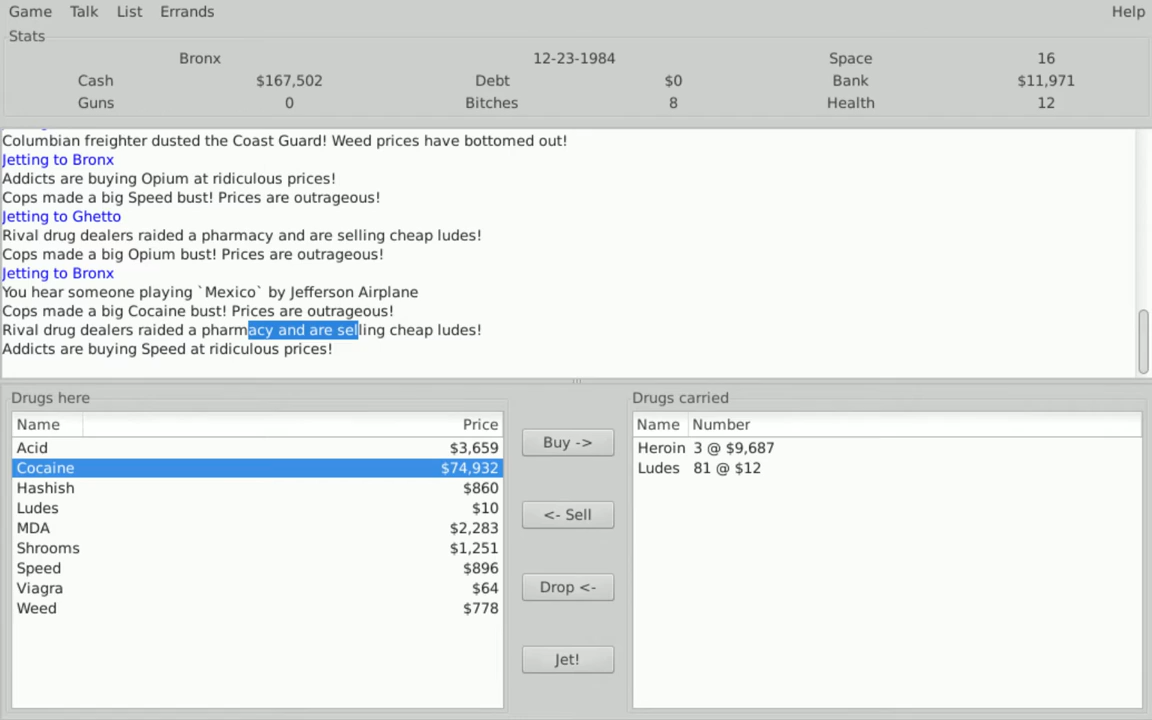 Game Talk List Errands Help
Stats
Bronx 12-23-1984 Space 16
Cash $167,502 Debt $0 Bank $11,971
Guns 0 Bitches 8 Health 12
Columbian freighter dusted the Coast Guard! Weed prices have bottomed out!
Jetting to Bronx
Addicts are buying Opium at ridiculous prices!
Cops made a big Speed bust! Prices are outrageous!
Jetting to Ghetto
Rival drug dealers raided a pharmacy and are selling cheap ludes!
Cops made a big Opium bust! Prices are outrageous!
Jetting to Bronx
You hear someone playing `Mexico` by Jefferson Airplane
Cops made a big Cocaine bust! Prices are outrageous!
Rival drug dealers raided a pharmacy and are selling cheap ludes!
Addicts are buying Speed at ridiculous prices!
Drugs here
Name Price
Acid $3,659
Cocaine $74,932
Hashish $860
Ludes $10
MDA $2,283
Shrooms $1,251
Speed $896
Viagra $64
Weed $778
Buy ->
<- Sell
Drop <-
Jet!
Drugs carried
Name Number
Heroin 3 @ $9,687
Ludes 81 @ $12